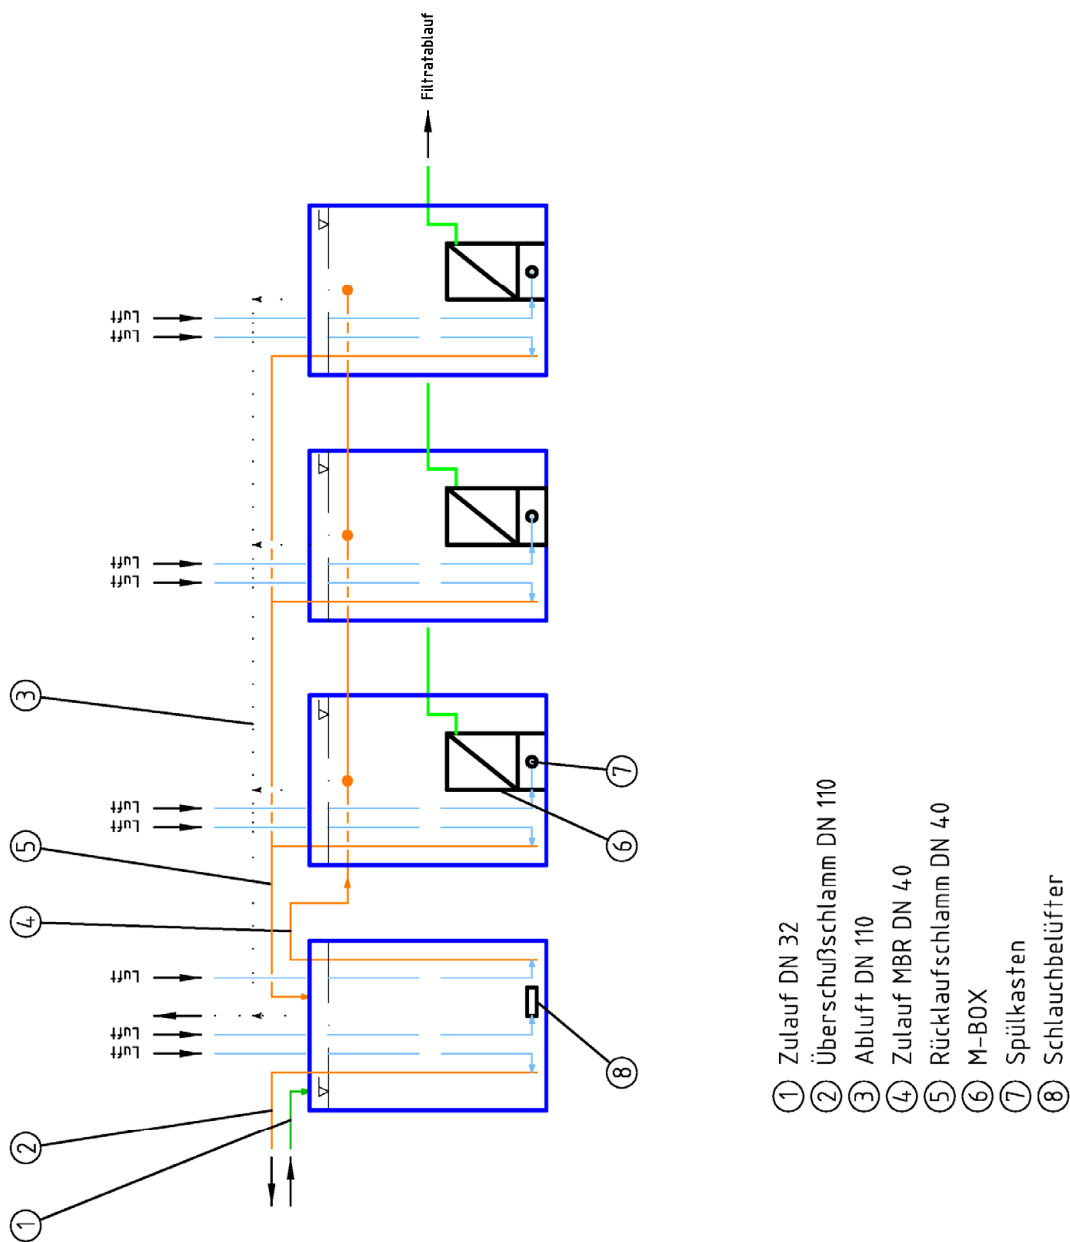 Filtratablauf
Luft
Luft
Luft
Luft
Luft
Luft
Luft
Luft
Luft
1
2
3
4
5
6
7
8
1 Zulauf DN 32
2 Überschußschlamm DN 110
3 Abluft DN 110
4 Zulauf MBR DN 40
5 Rücklaufschlamm DN 40
6 M-BOX
7 Spülkasten
8 Schlauchbelüfter